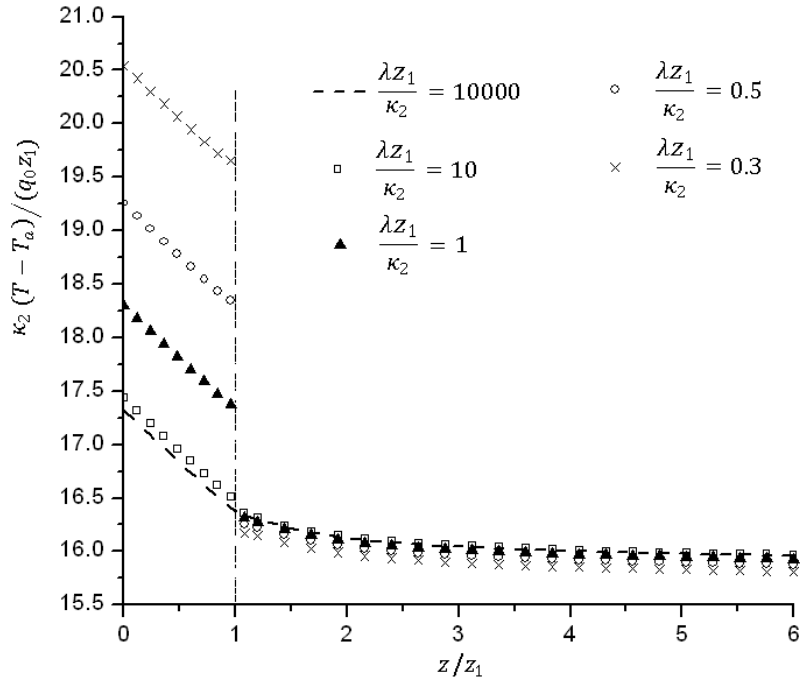 21.0
20.5
20.0
19.5
19.0
18.5
18.0
17.5
17.0
16.5
16.0
15.5
κ₂ (T − Tₐ)/(q₀z₁)
0 1 2 3 4 5 6
z/z₁
λz₁/κ₂ = 10000
λz₁/κ₂ = 10
λz₁/κ₂ = 1
λz₁/κ₂ = 0.5
λz₁/κ₂ = 0.3